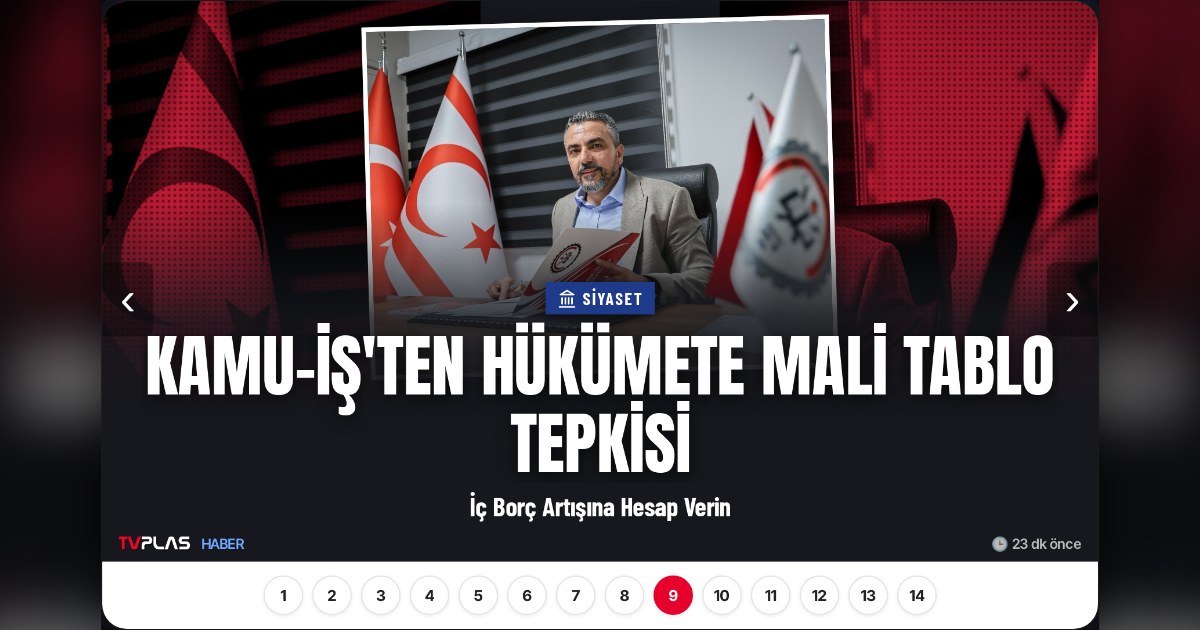 SİYASET
KAMU-İŞ'TEN HÜKÜMETE MALİ TABLO
TEPKİSİ
İç Borç Artışına Hesap Verin
TVPLAS HABER
23 dk önce
1 2 3 4 5 6 7 8 9 10 11 12 13 14